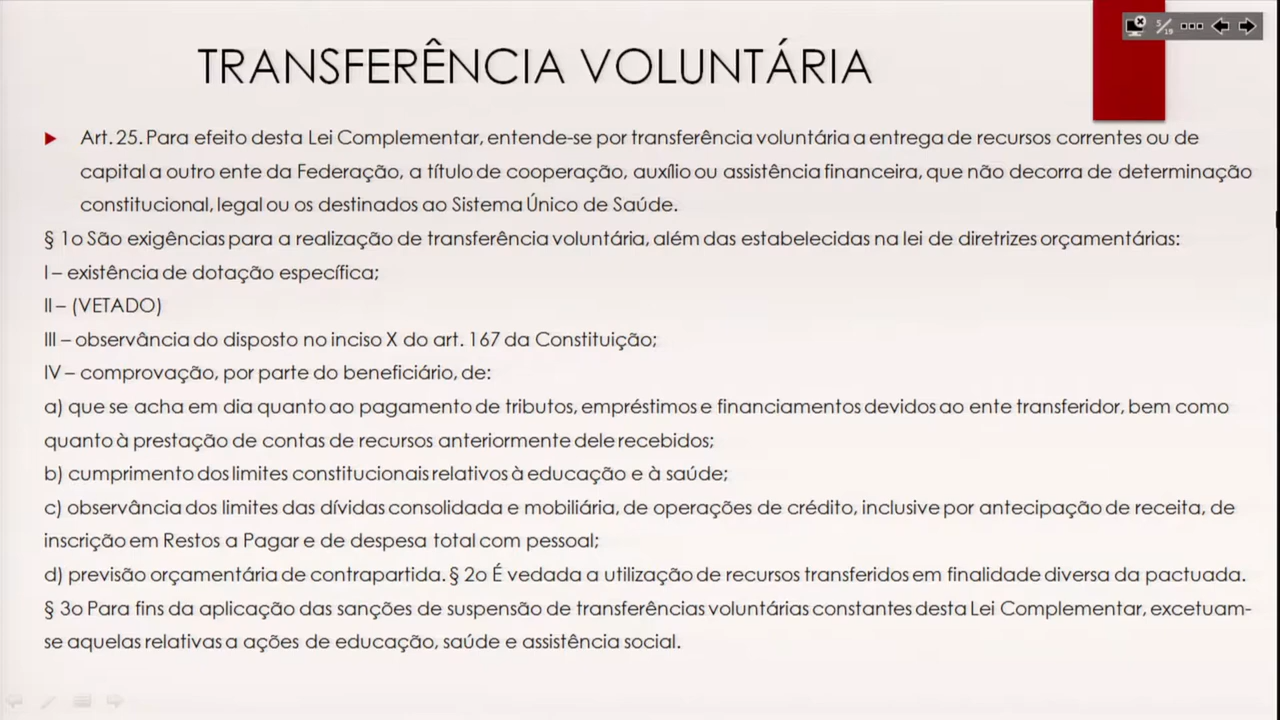 5/19
TRANSFERÊNCIA VOLUNTÁRIA
Art. 25. Para efeito desta Lei Complementar, entende-se por transferência voluntária a entrega de recursos correntes ou de
capital a outro ente da Federação, a título de cooperação, auxílio ou assistência financeira, que não decorra de determinação
constitucional, legal ou os destinados ao Sistema Único de Saúde.
§ 1o São exigências para a realização de transferência voluntária, além das estabelecidas na lei de diretrizes orçamentárias:
I – existência de dotação específica;
II – (VETADO)
III – observância do disposto no inciso X do art. 167 da Constituição;
IV – comprovação, por parte do beneficiário, de:
a) que se acha em dia quanto ao pagamento de tributos, empréstimos e financiamentos devidos ao ente transferidor, bem como
quanto à prestação de contas de recursos anteriormente dele recebidos;
b) cumprimento dos limites constitucionais relativos à educação e à saúde;
c) observância dos limites das dívidas consolidada e mobiliária, de operações de crédito, inclusive por antecipação de receita, de
inscrição em Restos a Pagar e de despesa total com pessoal;
d) previsão orçamentária de contrapartida. § 2o É vedada a utilização de recursos transferidos em finalidade diversa da pactuada.
§ 3o Para fins da aplicação das sanções de suspensão de transferências voluntárias constantes desta Lei Complementar, excetuam-
se aquelas relativas a ações de educação, saúde e assistência social.